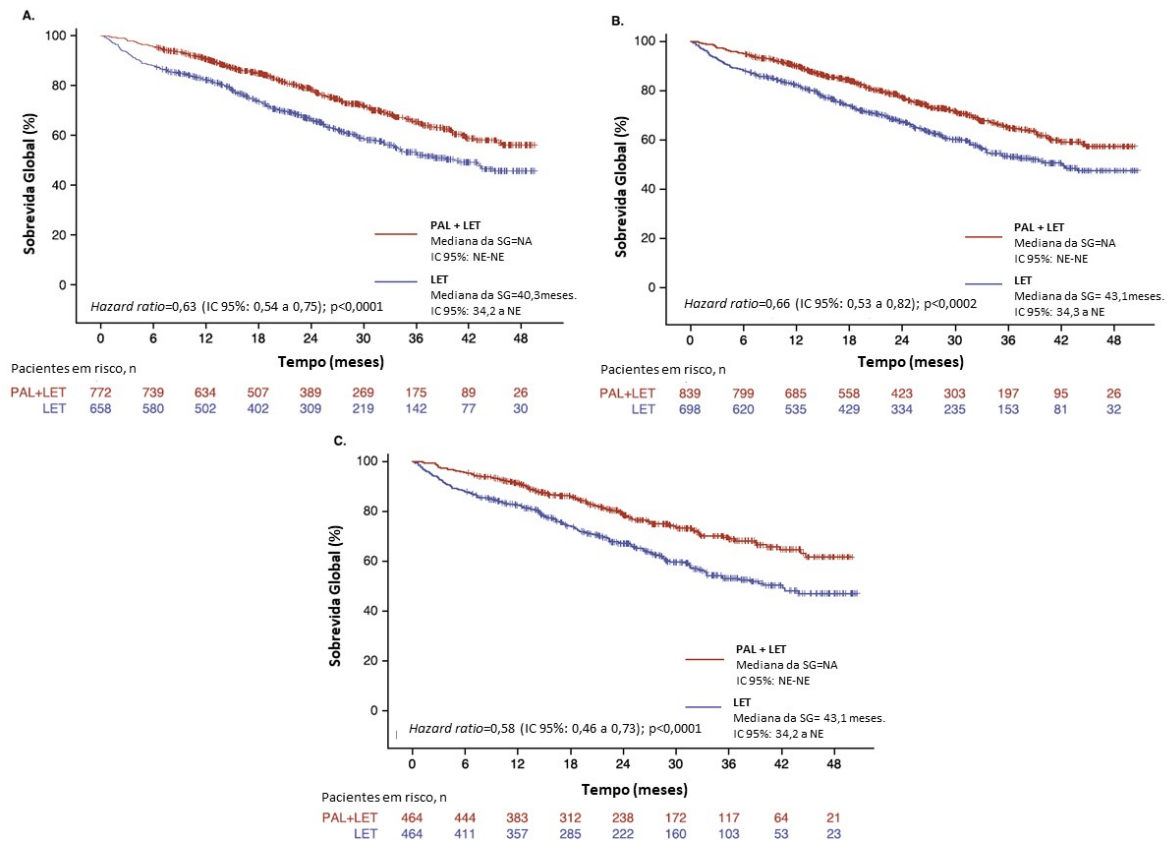 A.
100
80
60
40
20
0
Sobrevida Global (%)
PAL + LET
Mediana da SG=NA
IC 95%: NE-NE
LET
Mediana da SG=40,3meses.
IC 95%: 34,2 a NE
Hazard ratio=0,63 (IC 95%: 0,54 a 0,75); p<0,0001
0 6 12 18 24 30 36 42 48
Tempo (meses)
Pacientes em risco, n
PAL+LET 772 739 634 507 389 269 175 89 26
LET 658 580 502 402 309 219 142 77 30
B.
100
80
60
40
20
0
Sobrevida Global (%)
PAL + LET
Mediana da SG=NA
IC 95%: NE-NE
LET
Mediana da SG= 43,1meses.
IC 95%: 34,3 a NE
Hazard ratio=0,66 (IC 95%: 0,53 a 0,82); p<0,0002
0 6 12 18 24 30 36 42 48
Tempo (meses)
Pacientes em risco, n
PAL+LET 839 799 685 558 423 303 197 95 26
LET 698 620 535 429 334 235 153 81 32
C.
100
80
60
40
20
0
Sobrevida Global (%)
PAL + LET
Mediana da SG=NA
IC 95%: NE-NE
LET
Mediana da SG= 43,1 meses.
IC 95%: 34,2 a NE
Hazard ratio=0,58 (IC 95%: 0,46 a 0,73); p<0,0001
0 6 12 18 24 30 36 42 48
Tempo (meses)
Pacientes em risco, n
PAL+LET 464 444 383 312 238 172 117 64 21
LET 464 411 357 285 222 160 103 53 23